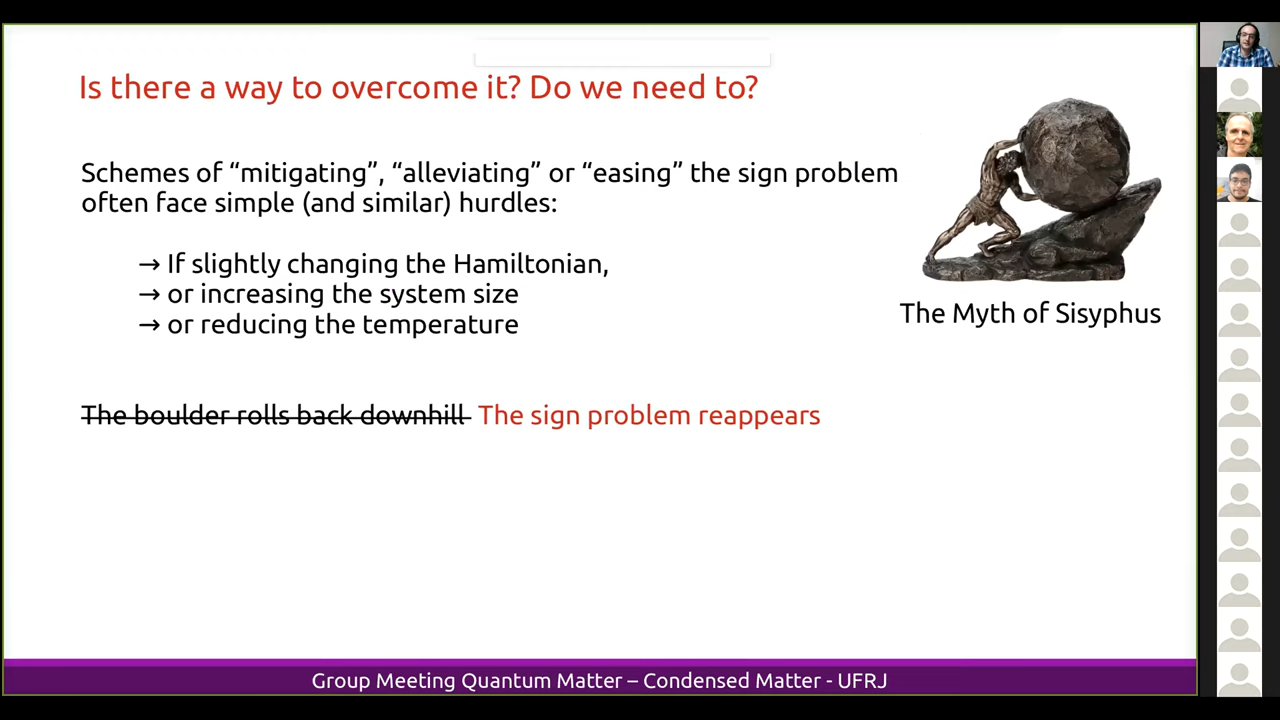 Is there a way to overcome it? Do we need to?
Schemes of “mitigating”, “alleviating” or “easing” the sign problem
often face simple (and similar) hurdles:
→ If slightly changing the Hamiltonian,
→ or increasing the system size
→ or reducing the temperature
The Myth of Sisyphus
The boulder rolls back downhill The sign problem reappears
Group Meeting Quantum Matter – Condensed Matter - UFRJ